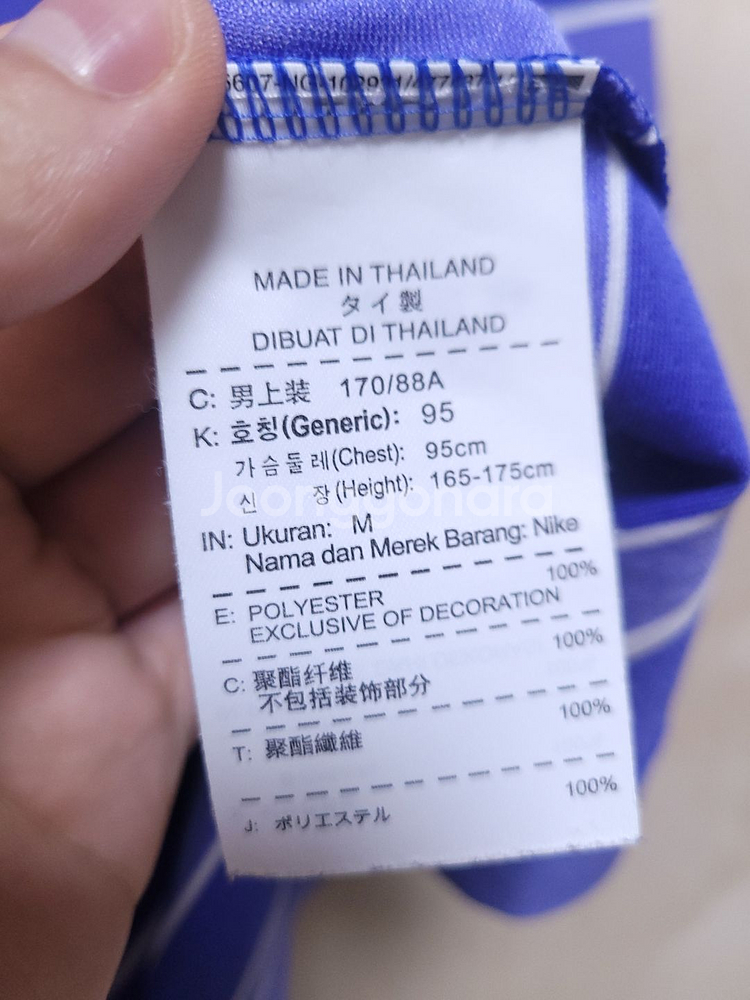 MADE IN THAILAND
タイ製
DIBUAT DI THAILAND
C: 男上装 170/88A
K: 호칭(Generic): 95
가슴둘레(Chest): 95cm
신 장(Height): 165-175cm
Joonggonara
IN: Ukuran: M
Nama dan Merek Barang: Nike
100%
E: POLYESTER
EXCLUSIVE OF DECORATION
100%
C: 聚酯纤维
不包括装饰部分
100%
T: 聚酯纖維
100%
J: ポリエステル